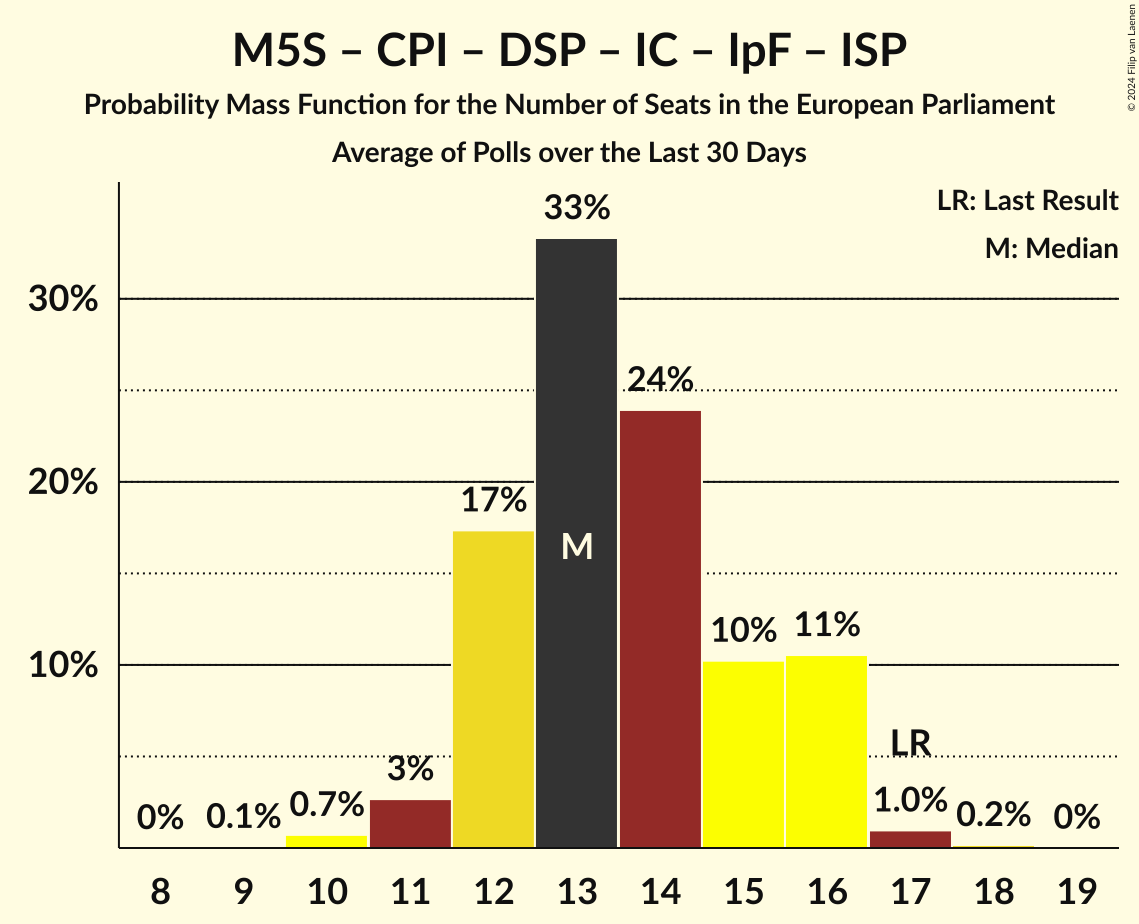 M5S – CPI – DSP – IC – IpF – ISP
Probability Mass Function for the Number of Seats in the European Parliament
Average of Polls over the Last 30 Days
© 2024 Filip van Laenen
LR: Last Result
M: Median
30%
20%
10%
0%
0.1%
0.7%
3%
17%
33%
M
24%
10%
11%
LR
1.0%
0.2%
0%
8 9 10 11 12 13 14 15 16 17 18 19